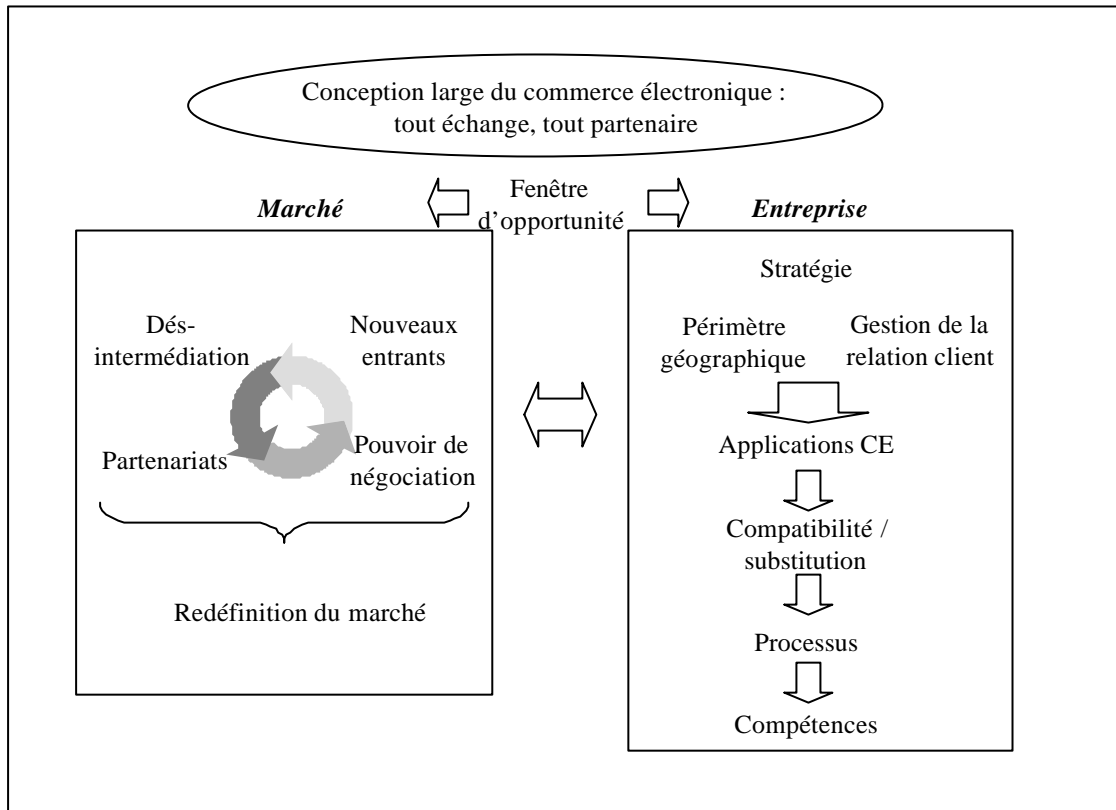 Conception large du commerce électronique :
tout échange, tout partenaire
Fenêtre
d’opportunité
Marché
Dés-
intermédiation
Nouveaux
entrants
Partenariats
Pouvoir de
négociation
Redéfinition du marché
Entreprise
Stratégie
Périmètre
géographique
Gestion de la
relation client
Applications CE
Compatibilité /
substitution
Processus
Compétences